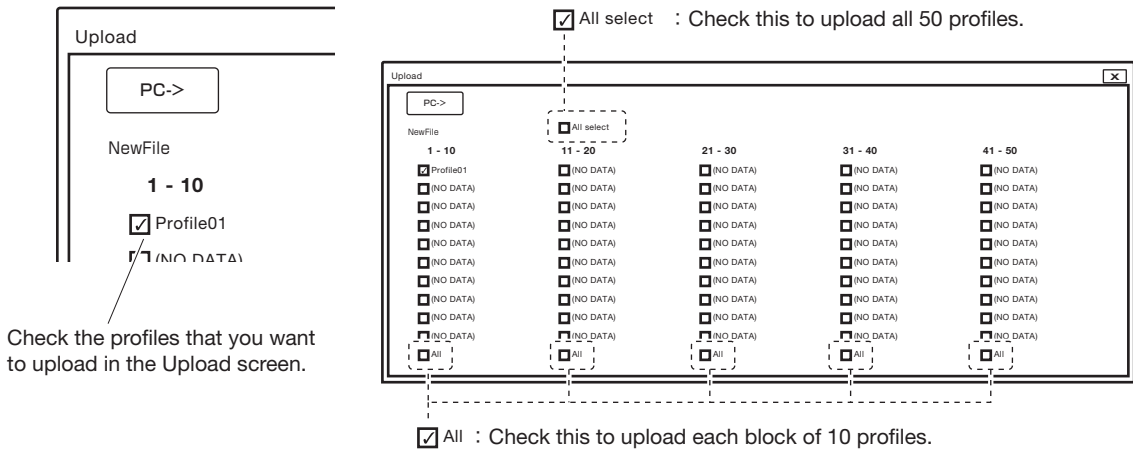 Upload
PC->
NewFile
1 - 10
Profile01
(NO DATA)
Check the profiles that you want
to upload in the Upload screen.
All select : Check this to upload all 50 profiles.
Upload
PC->
NewFile
All select
1 - 10 11 - 20 21 - 30 31 - 40 41 - 50
Profile01 (NO DATA) (NO DATA) (NO DATA) (NO DATA)
(NO DATA) (NO DATA) (NO DATA) (NO DATA) (NO DATA)
(NO DATA) (NO DATA) (NO DATA) (NO DATA) (NO DATA)
(NO DATA) (NO DATA) (NO DATA) (NO DATA) (NO DATA)
(NO DATA) (NO DATA) (NO DATA) (NO DATA) (NO DATA)
(NO DATA) (NO DATA) (NO DATA) (NO DATA) (NO DATA)
(NO DATA) (NO DATA) (NO DATA) (NO DATA) (NO DATA)
(NO DATA) (NO DATA) (NO DATA) (NO DATA) (NO DATA)
(NO DATA) (NO DATA) (NO DATA) (NO DATA) (NO DATA)
(NO DATA) (NO DATA) (NO DATA) (NO DATA) (NO DATA)
All All All All All
All : Check this to upload each block of 10 profiles.